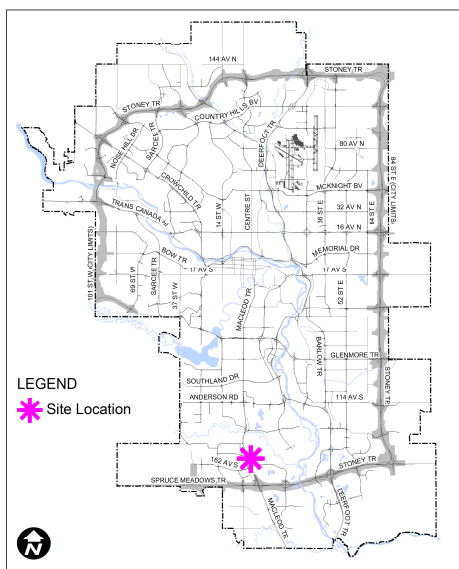 144 AV N
STONEY TR
STONEY TR
COUNTRY HILLS BV
DEERFOOT TR
NOSE HILL DR
SARCEE TR
80 AV N
CROWCHILD TR
MCKNIGHT BV
84 ST E (CITY LIMITS)
14 ST W
CENTRE ST
36 ST E
32 AV N
64 ST E
TRANS CANADA HI
16 AV N
101 ST W (CITY LIMITS)
BOW TR
MEMORIAL DR
69 ST W
SARCEE TR
17 AV S
17 AV S
37 ST W
52 ST E
MACLEOD TR
BARLOW TR
GLENMORE TR
LEGEND
Site Location
SOUTHLAND DR
ANDERSON RD
114 AV S
STONEY TR
162 AV S
STONEY TR
SPRUCE MEADOWS TR
MACLEOD TE
DEERFOOT TR
N